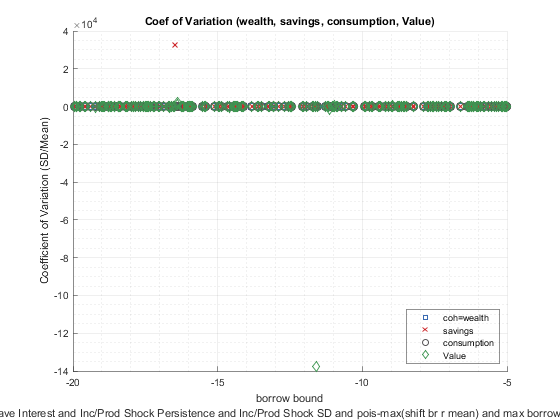 Coef of Variation (wealth, savings, consumption, Value)
×10⁴
4
2
0
-2
-4
-6
-8
-10
-12
-14
Coefficient of Variation (SD/Mean)
coh=wealth
savings
consumption
Value
-20 -15 -10 -5
borrow bound
ave Interest and Inc/Prod Shock Persistence and Inc/Prod Shock SD and pois-max(shift br r mean) and max borrow